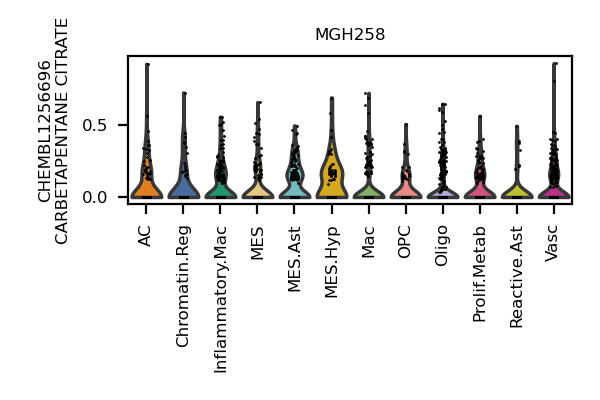 MGH258
CHEMBL1256696
CARBETAPENTANE CITRATE
0.5
0.0
AC
Chromatin.Reg
Inflammatory.Mac
MES
MES.Ast
MES.Hyp
Mac
OPC
Oligo
Prolif.Metab
Reactive.Ast
Vasc